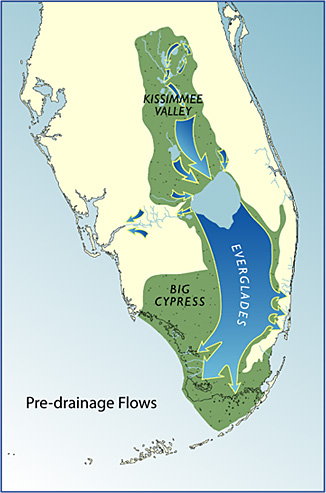 KISSIMMEE
VALLEY
EVERGLADES
BIG
CYPRESS
Pre-drainage Flows